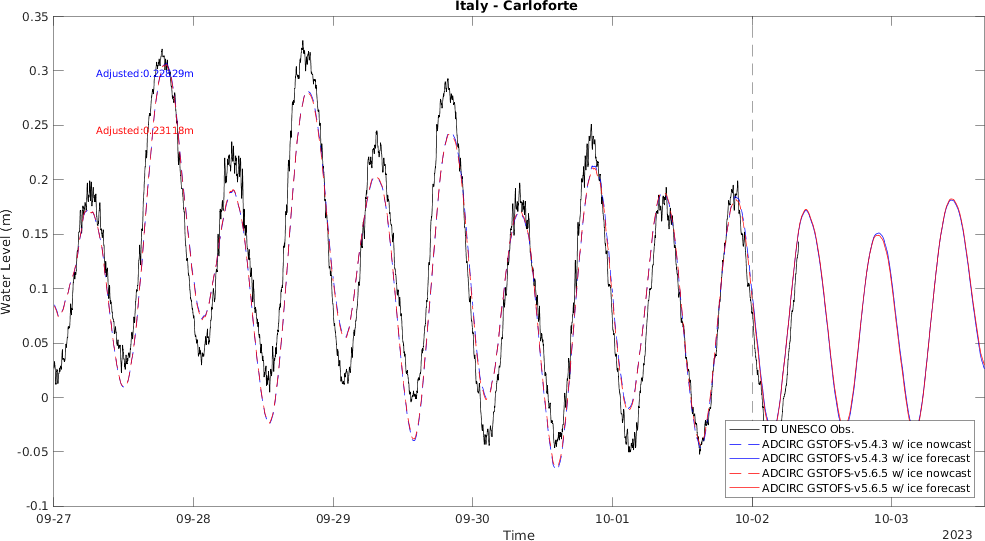 Italy - Carloforte
0.35
0.3
0.25
0.2
0.15
0.1
0.05
0
-0.05
-0.1
Water Level (m)
Adjusted:0.22829m
Adjusted:0.23118m
TD UNESCO Obs.
ADCIRC GSTOFS-v5.4.3 w/ ice nowcast
ADCIRC GSTOFS-v5.4.3 w/ ice forecast
ADCIRC GSTOFS-v5.6.5 w/ ice nowcast
ADCIRC GSTOFS-v5.6.5 w/ ice forecast
09-27 09-28 09-29 09-30 10-01 10-02 10-03
Time
2023